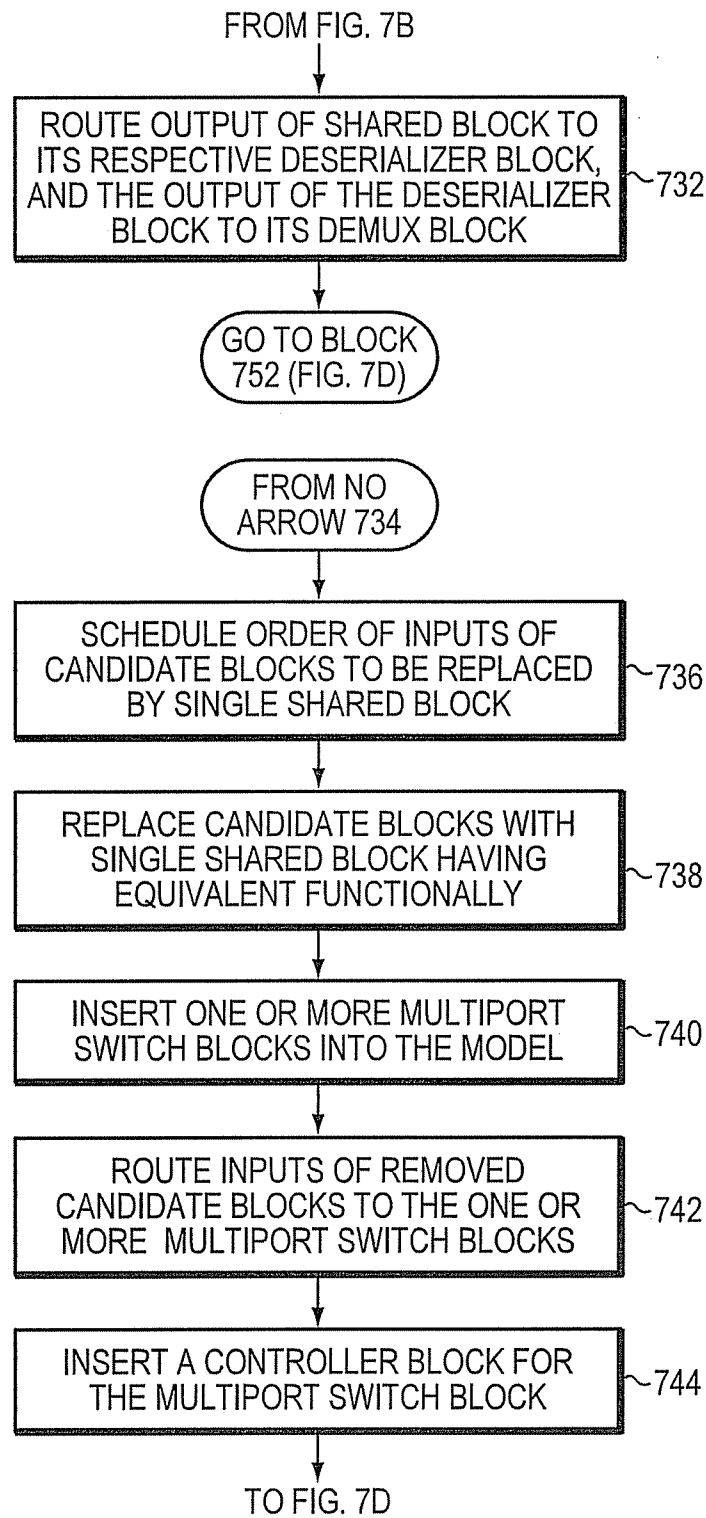 FROM FIG. 7B
ROUTE OUTPUT OF SHARED BLOCK TO
ITS RESPECTIVE DESERIALIZER BLOCK,
AND THE OUTPUT OF THE DESERIALIZER
BLOCK TO ITS DEMUX BLOCK
732
GO TO BLOCK
752 (FIG. 7D)
FROM NO
ARROW 734
SCHEDULE ORDER OF INPUTS OF
CANDIDATE BLOCKS TO BE REPLACED
BY SINGLE SHARED BLOCK
736
REPLACE CANDIDATE BLOCKS WITH
SINGLE SHARED BLOCK HAVING
EQUIVALENT FUNCTIONALLY
738
INSERT ONE OR MORE MULTIPORT
SWITCH BLOCKS INTO THE MODEL
740
ROUTE INPUTS OF REMOVED
CANDIDATE BLOCKS TO THE ONE OR
MORE MULTIPORT SWITCH BLOCKS
742
INSERT A CONTROLLER BLOCK FOR
THE MULTIPORT SWITCH BLOCK
744
TO FIG. 7D